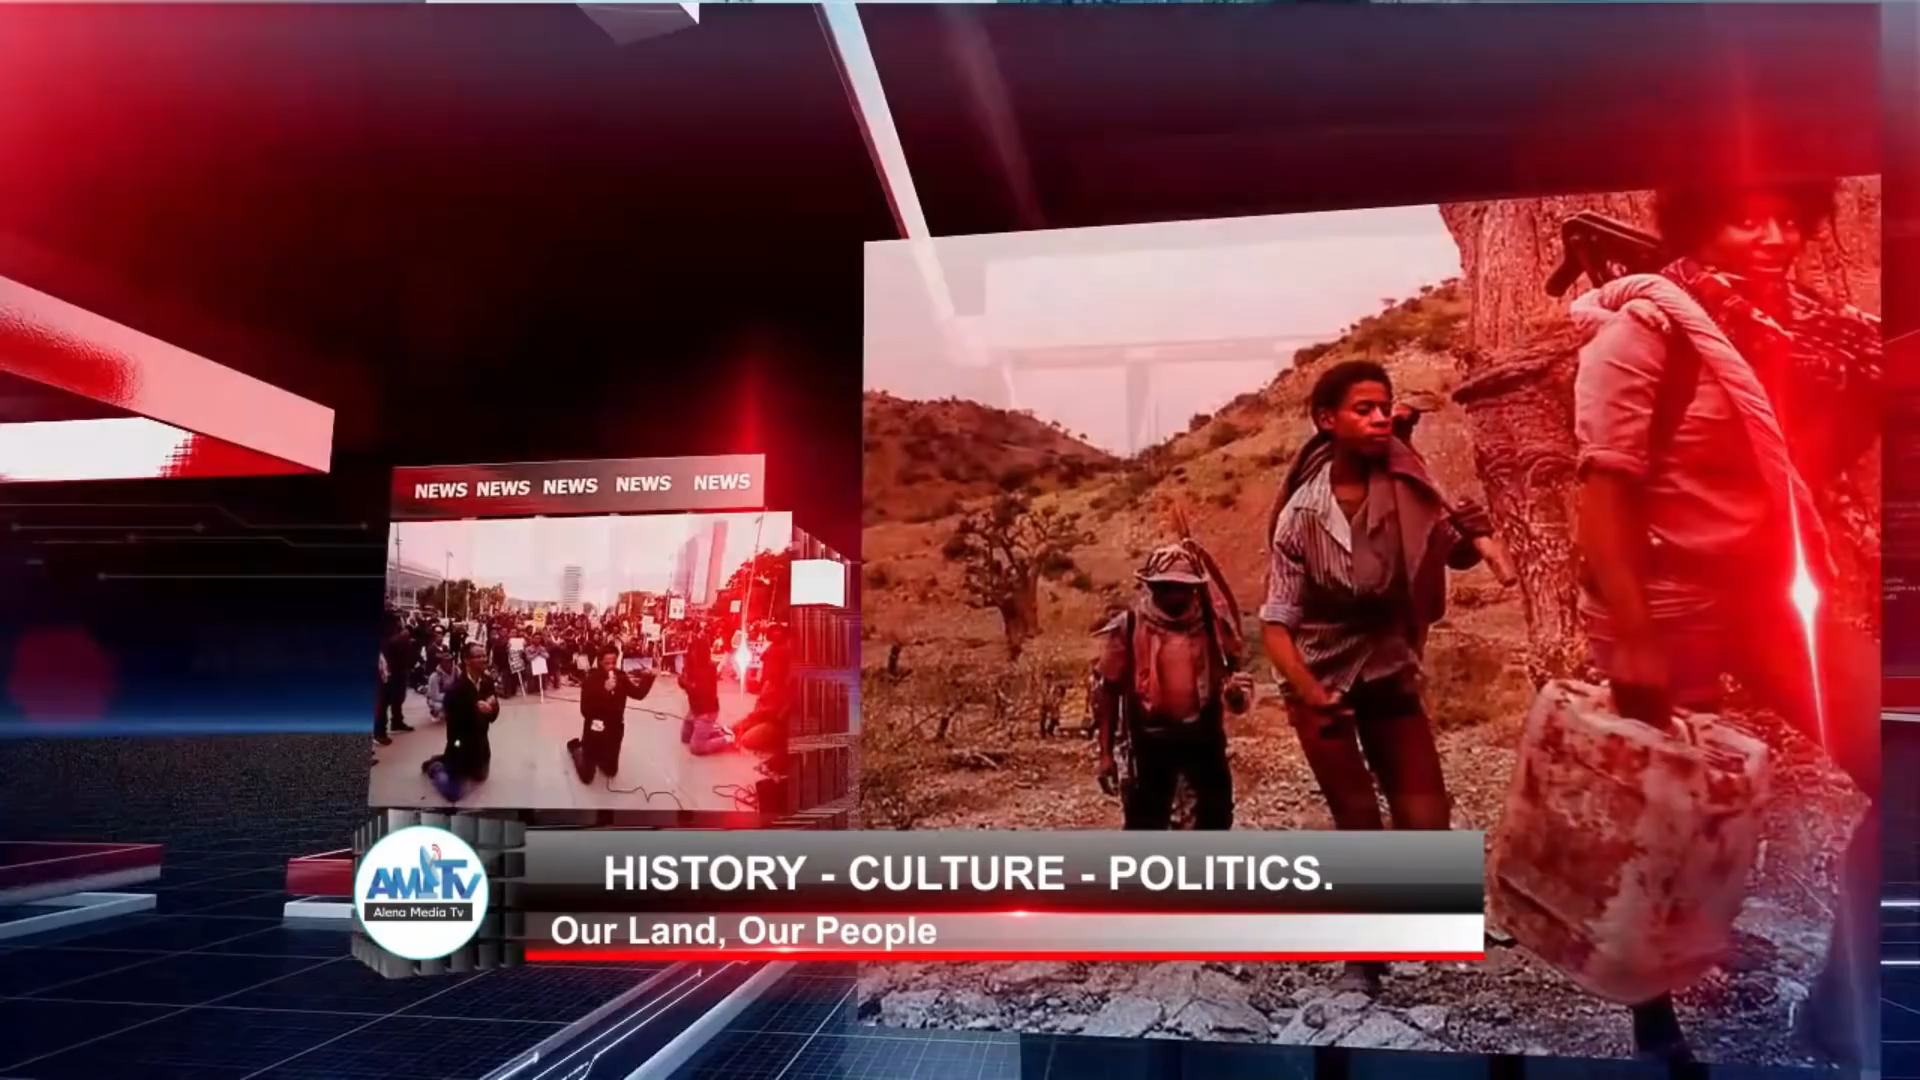 NEWS NEWS NEWS NEWS NEWS
AMTV
Alena Media Tv
HISTORY - CULTURE - POLITICS.
Our Land, Our People